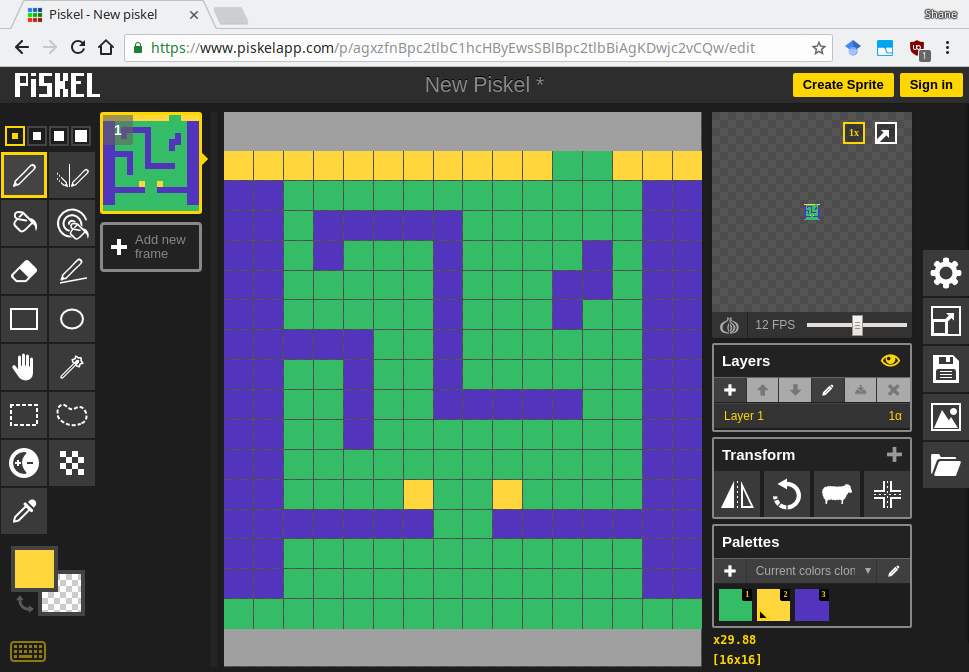 Piskel - New piskel
Shane
https://www.piskelapp.com/p/agxzfnBpc2tlbC1hcHByEwsSBlBpc2tlbBiAgKDwjc2vCQw/edit
1
PiSKEL
New Piskel *
Create Sprite
Sign in
1
Add new
frame
1x
12 FPS
Layers
Layer 1
1α
Transform
Palettes
Current colors clon
1
2
3
x29.88
[16x16]